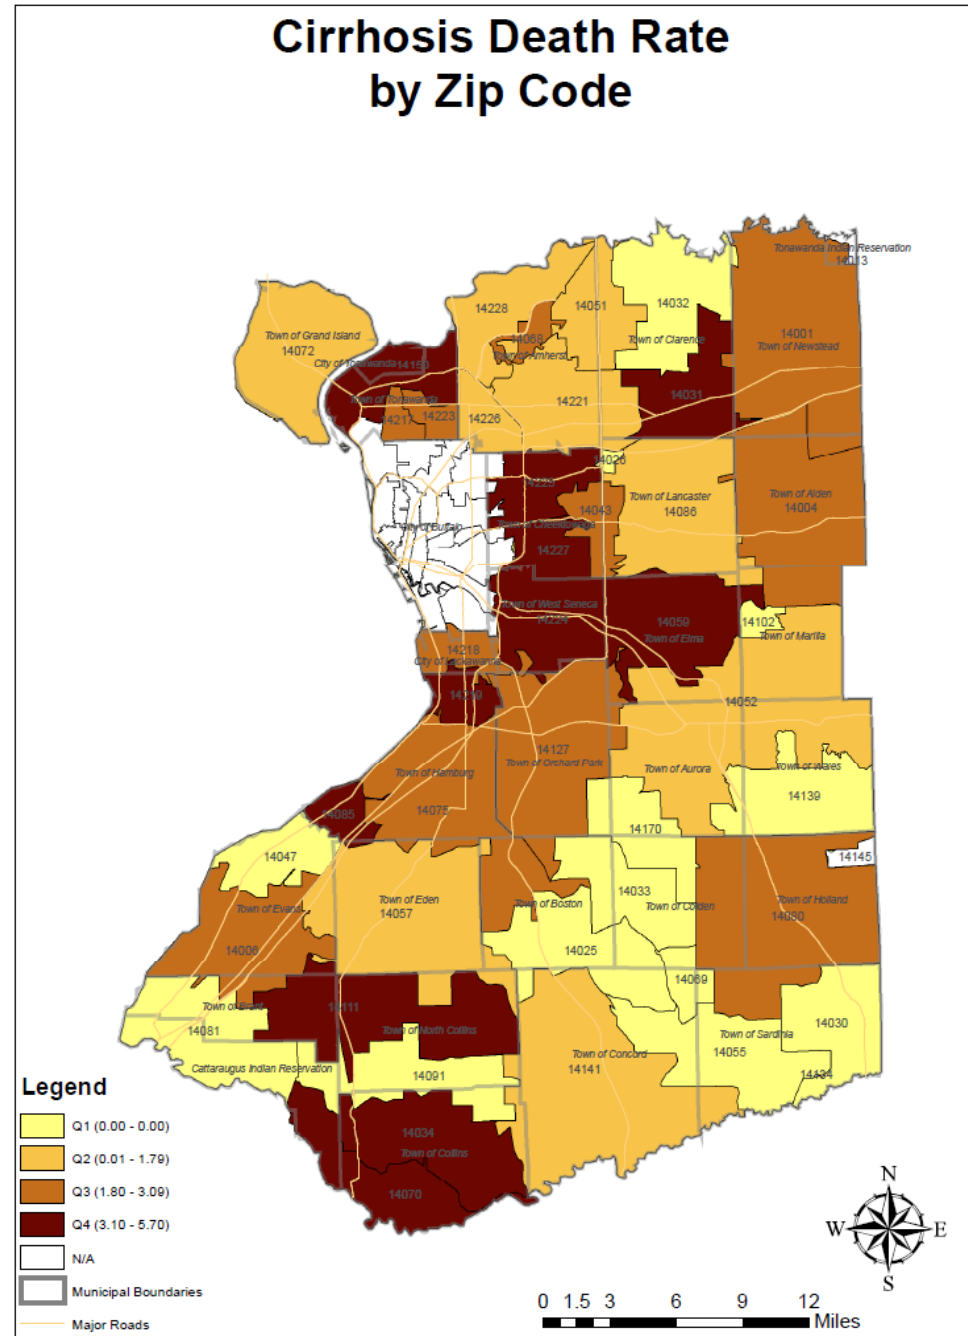 Cirrhosis Death Rate
by Zip Code
Tonawanda Indian Reservation
14013
14032
14228
14051
14001
Town of Newstead
Town of Grand Island
14072
14068
Town of Amherst
Town of Clarence
City of Tonawanda
14150
Town of Tonawanda
14031
14221
14217
14223
14226
14026
14225
Town of Lancaster
14086
Town of Alden
14004
14043
City of Buffalo
Town of Cheektowaga
14227
Town of West Seneca
14224
14059
Town of Elma
14102
Town of Marilla
14218
City of Lackawanna
14219
14052
14127
Town of Orchard Park
Town of Hamburg
14075
Town of Aurora
Town of Wales
14139
14085
14170
14047
14145
14033
Town of Colden
Town of Eden
14057
Town of Boston
Town of Holland
14080
Town of Evans
14006
14025
14069
Town of Brant
14111
14081
Town of North Collins
14030
Town of Sardinia
14055
Town of Concord
14141
Cattaraugus Indian Reservation
14091
14134
14034
Town of Collins
14070
Legend
Q1 (0.00 - 0.00)
Q2 (0.01 - 1.79)
Q3 (1.80 - 3.09)
Q4 (3.10 - 5.70)
N/A
Municipal Boundaries
Major Roads
N
W
E
S
0 1.5 3 6 9 12
Miles